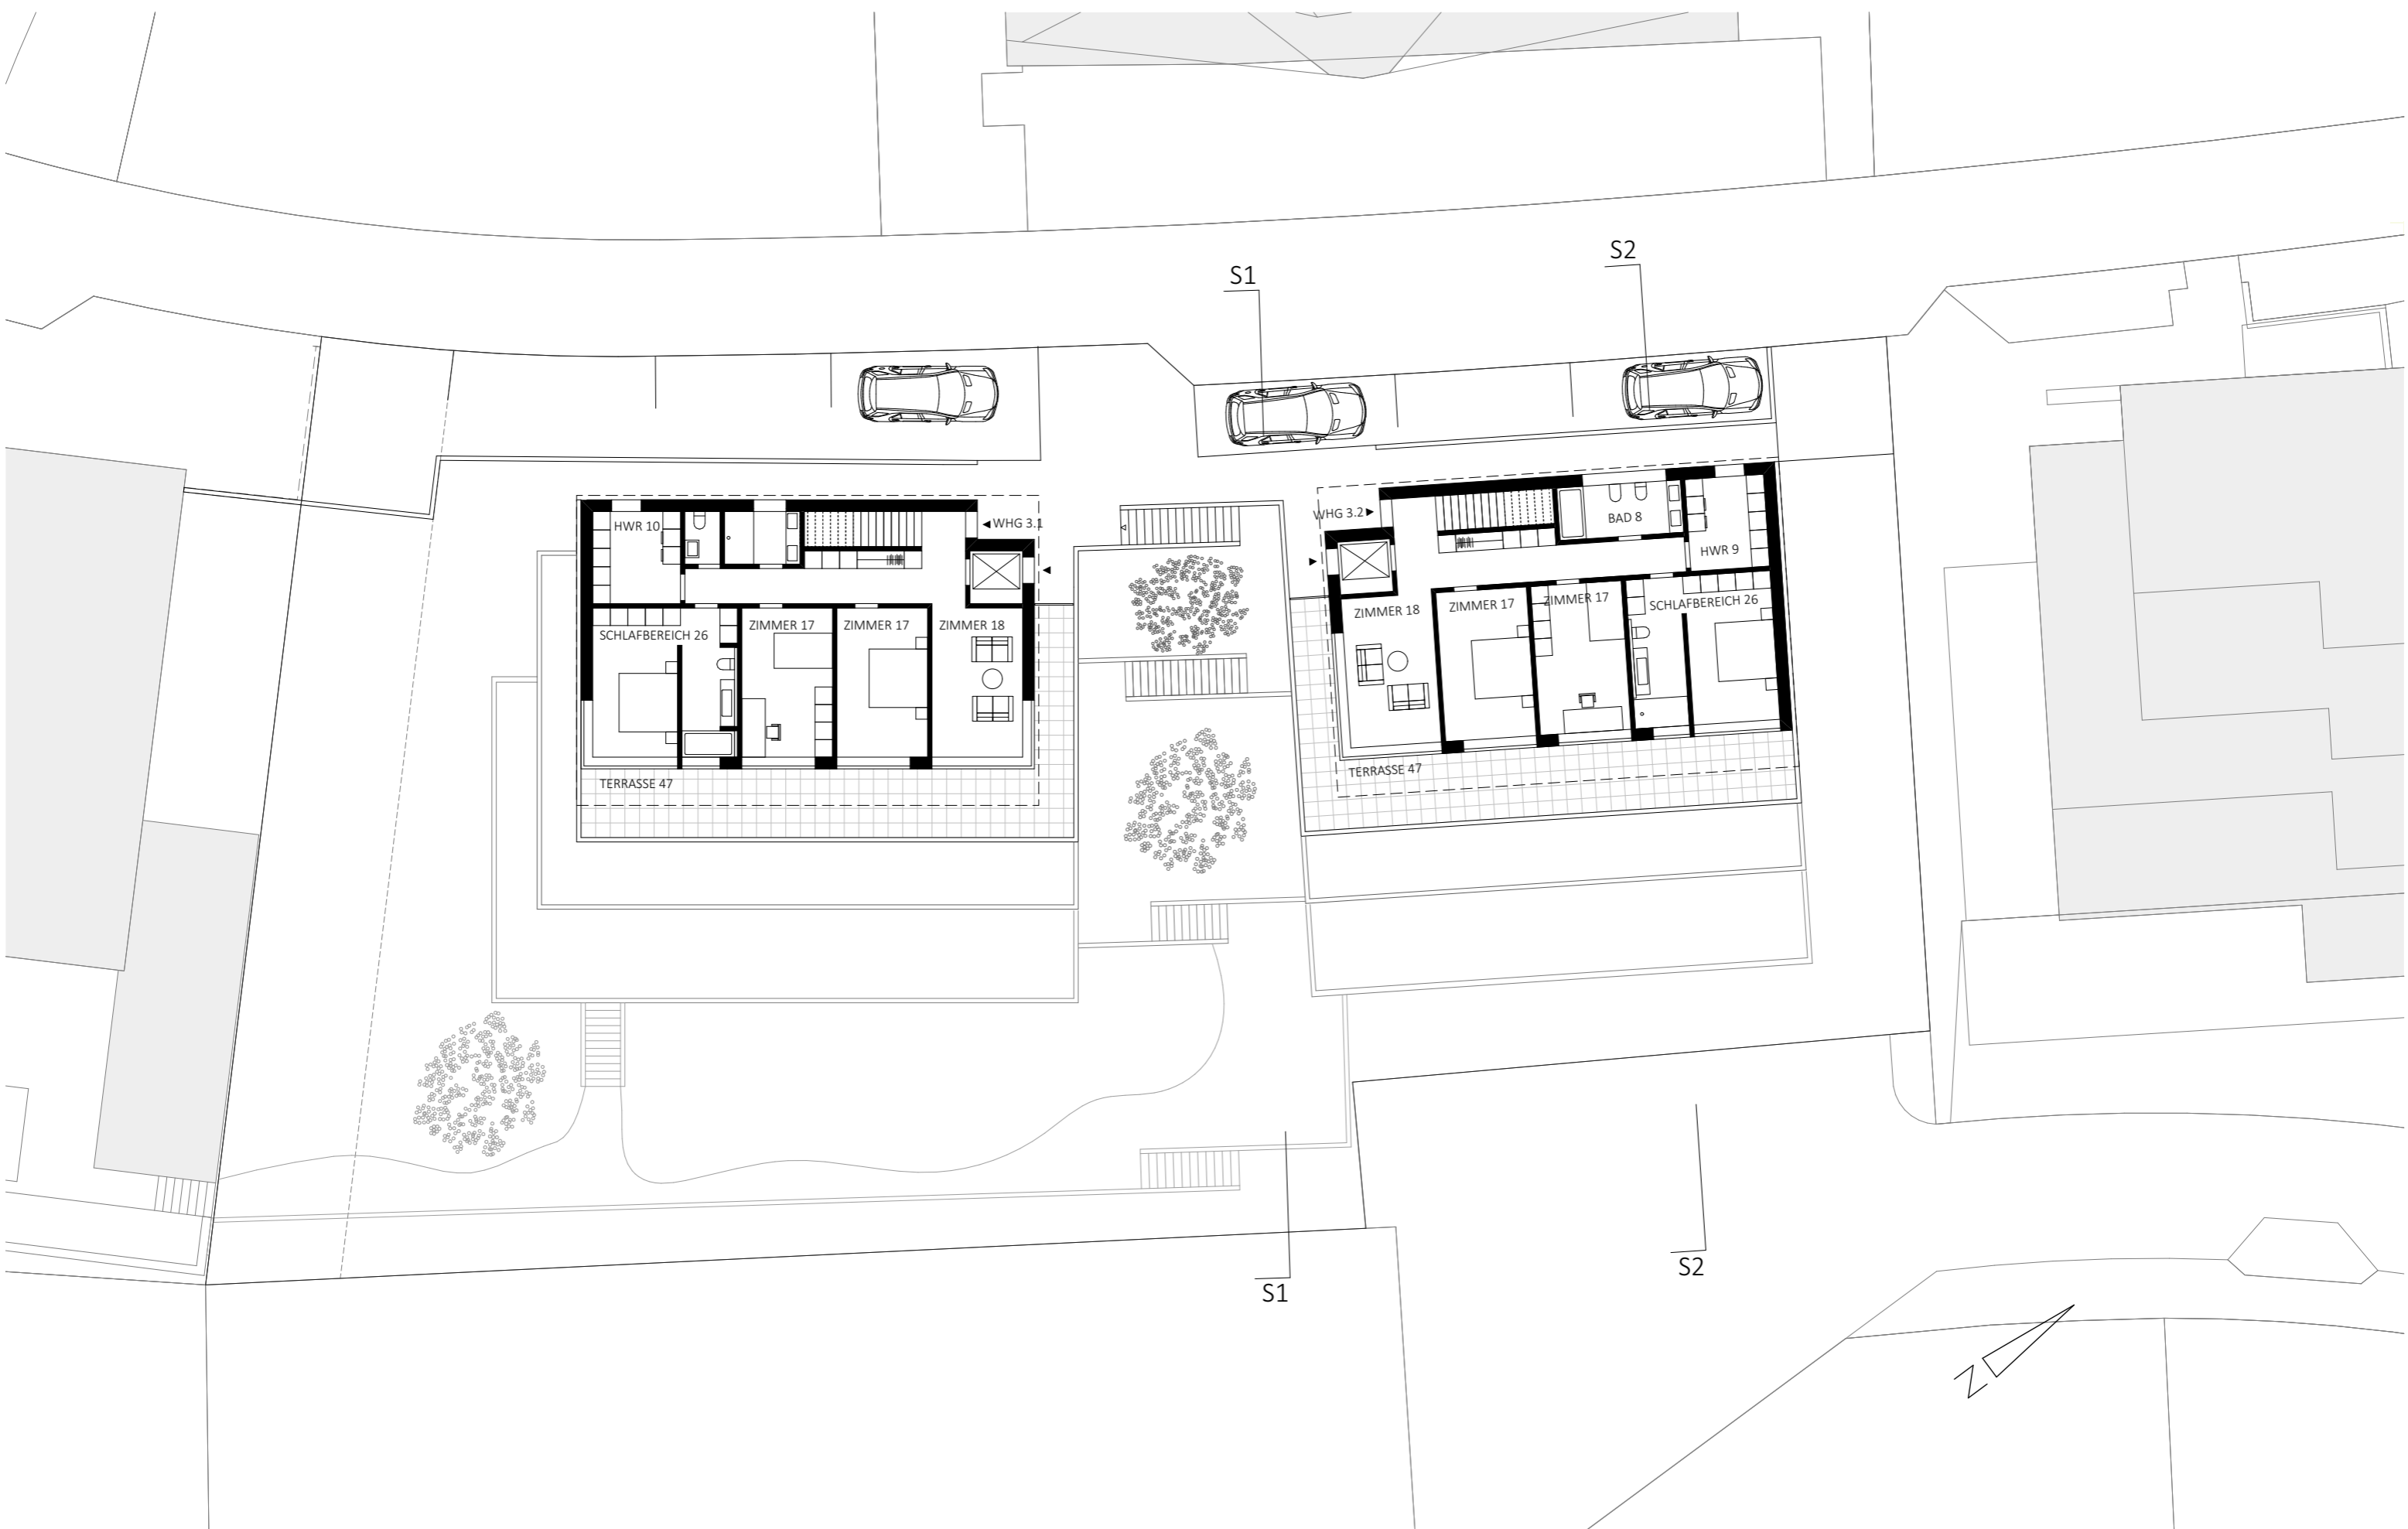 S2
S1
HWR 10
WHG 3.1
WHG 3.2
BAD 8
HWR 9
SCHLAFBEREICH 26
ZIMMER 17
ZIMMER 17
ZIMMER 18
ZIMMER 18
ZIMMER 17
ZIMMER 17
SCHLAFBEREICH 26
TERRASSE 47
TERRASSE 47
S2
S1
N